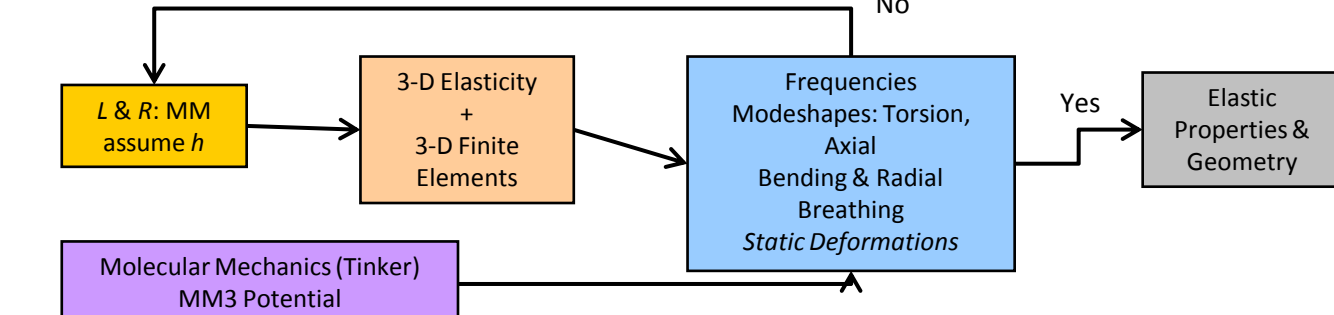 No
L & R: MM
assume h
3-D Elasticity
+
3-D Finite
Elements
Frequencies
Modeshapes: Torsion,
Axial
Bending & Radial
Breathing
Static Deformations
Yes
Elastic
Properties &
Geometry
Molecular Mechanics (Tinker)
MM3 Potential